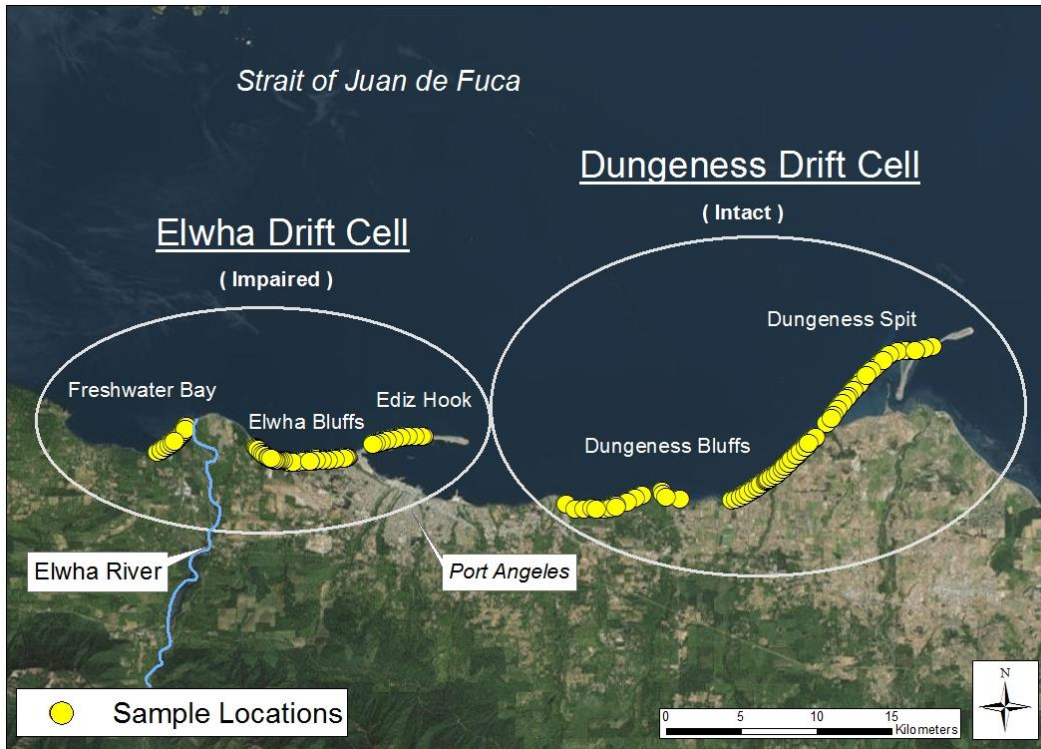 Strait of Juan de Fuca
Dungeness Drift Cell
( Intact )
Elwha Drift Cell
( Impaired )
Dungeness Spit
Freshwater Bay
Elwha Bluffs
Ediz Hook
Dungeness Bluffs
Elwha River
Port Angeles
Sample Locations
0 5 10 15
Kilometers
N